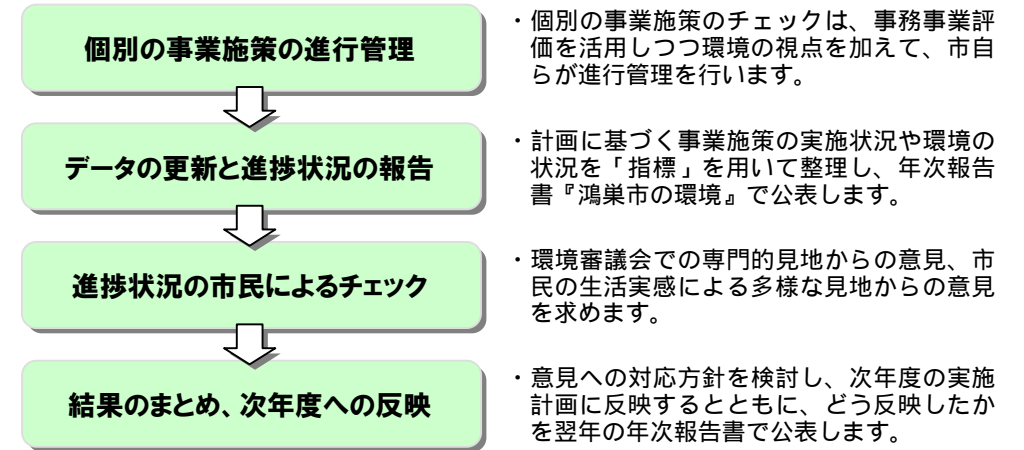 個別の事業施策の進行管理
・個別の事業施策のチェックは、事務事業評
価を活用しつつ環境の視点を加えて、市自
らが進行管理を行います。
データの更新と進捗状況の報告
・計画に基づく事業施策の実施状況や環境の
状況を「指標」を用いて整理し、年次報告
書『鴻巣市の環境』で公表します。
進捗状況の市民によるチェック
・環境審議会での専門的見地からの意見、市
民の生活実感による多様な見地からの意見
を求めます。
結果のまとめ、次年度への反映
・意見への対応方針を検討し、次年度の実施
計画に反映するとともに、どう反映したか
を翌年の年次報告書で公表します。